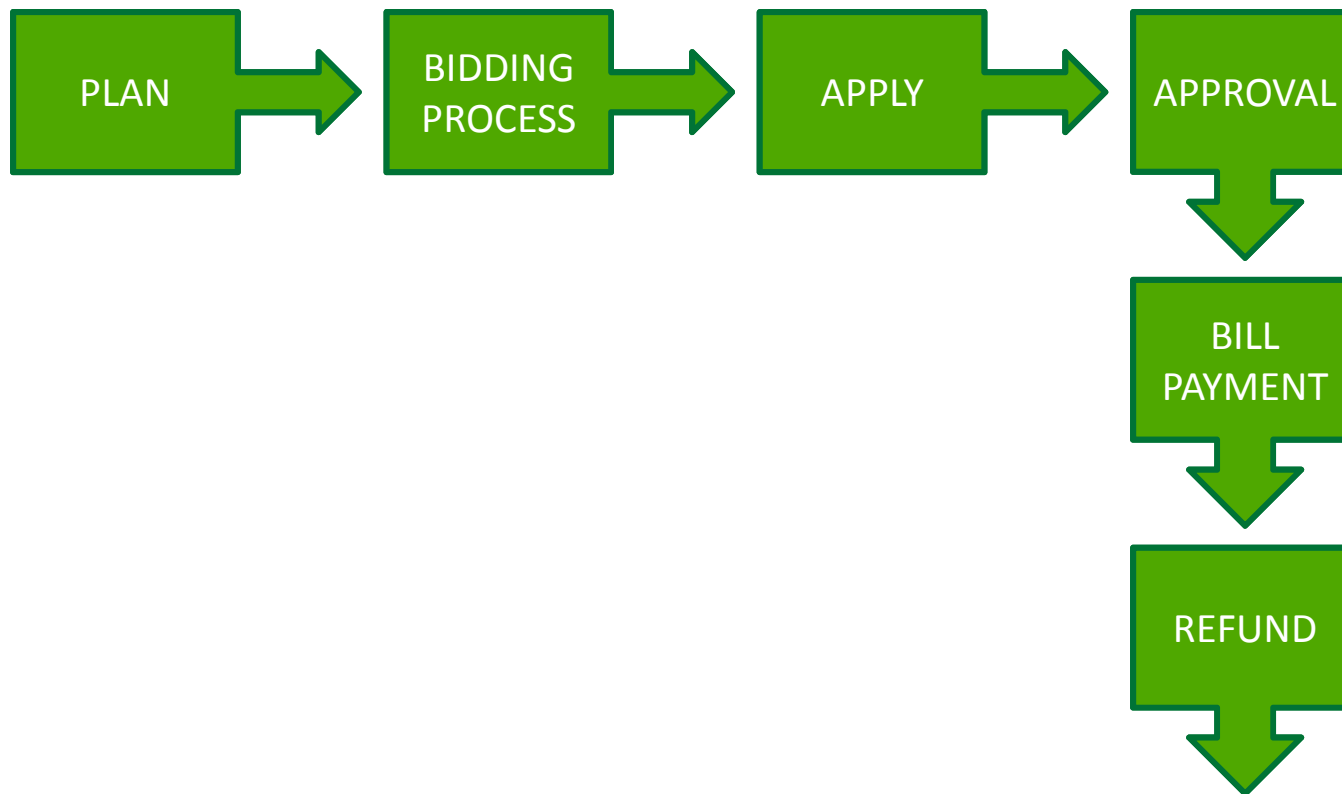 PLAN
BIDDING
PROCESS
APPLY
APPROVAL
BILL
PAYMENT
REFUND